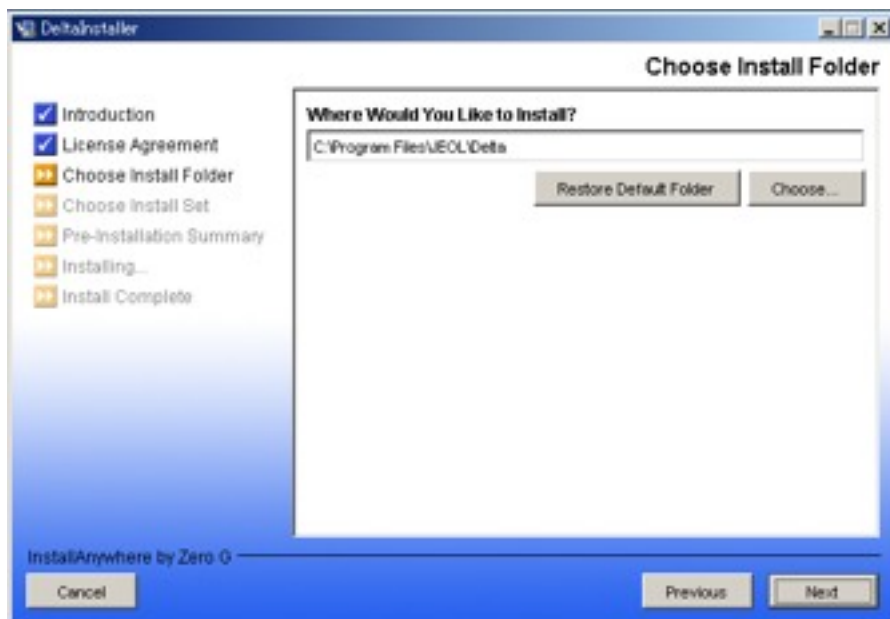 DeltaInstaller
Choose Install Folder
Introduction
License Agreement
Choose Install Folder
Choose Install Set
Pre-Installation Summary
Installing...
Install Complete
Where Would You Like to Install?
C:\Program Files\JEOL\Delta
Restore Default Folder
Choose...
InstallAnywhere by Zero G
Cancel
Previous
Next